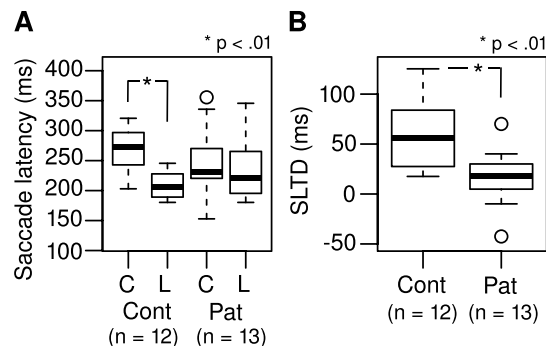 A
* p < .01
Saccade latency (ms)
400
350
300
250
200
150
100
*
C L C L
Cont Pat
(n = 12) (n = 13)
B
* p < .01
SLTD (ms)
100
50
0
-50
*
Cont Pat
(n = 12) (n = 13)